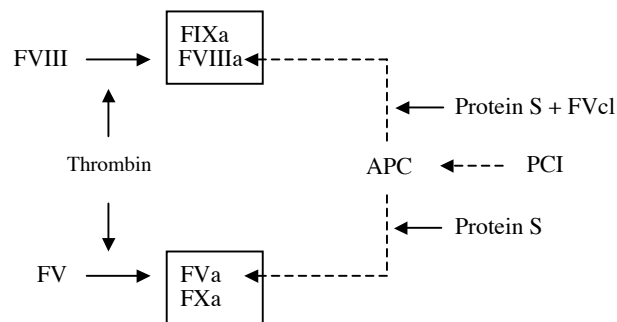 FIXa
FVIII
FVIIIa
Protein S + FVcl
Thrombin
APC
PCI
Protein S
FV
FVa
FXa